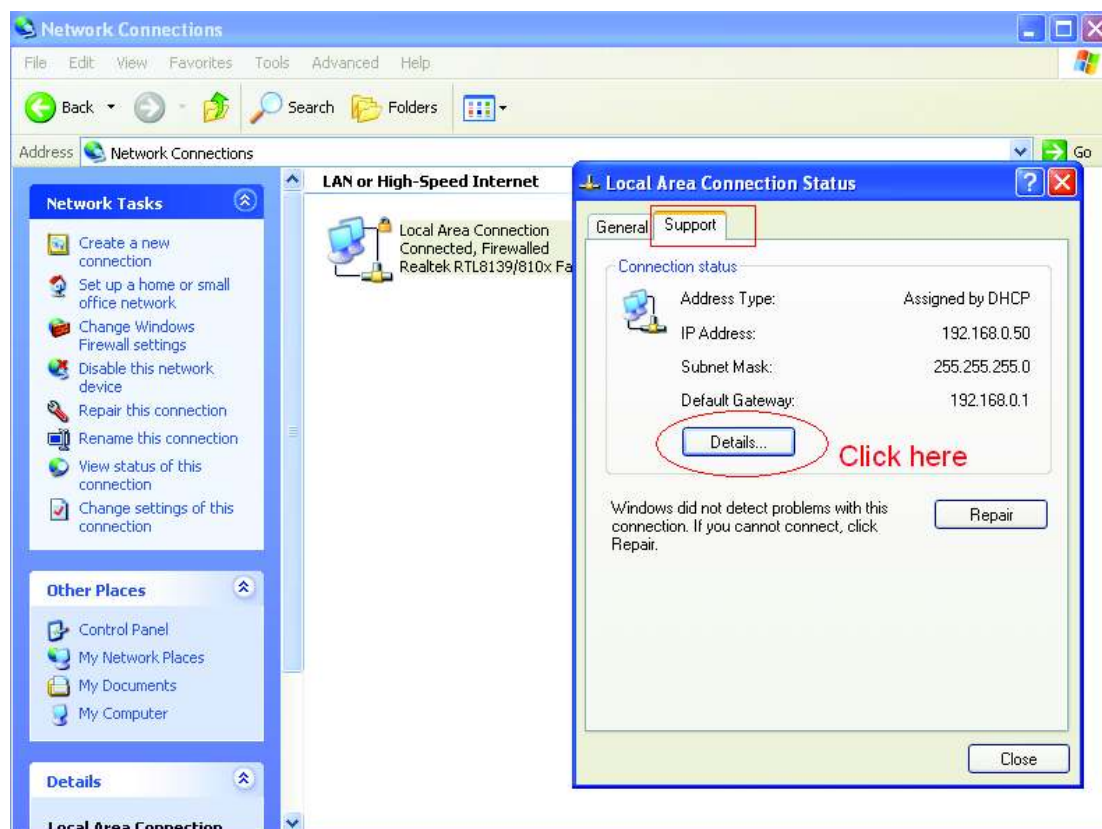 Network Connections
File Edit View Favorites Tools Advanced Help
Back Search Folders
Address Network Connections Go
Network Tasks
Create a new
connection
Set up a home or small
office network
Change Windows
Firewall settings
Disable this network
device
Repair this connection
Rename this connection
View status of this
connection
Change settings of this
connection
Other Places
Control Panel
My Network Places
My Documents
My Computer
Details
Local Area Connection
LAN or High-Speed Internet
Local Area Connection
Connected, Firewalled
Realtek RTL8139/810x Fa
Local Area Connection Status
General Support
Connection status
Address Type: Assigned by DHCP
IP Address: 192.168.0.50
Subnet Mask: 255.255.255.0
Default Gateway: 192.168.0.1
Details...
Click here
Windows did not detect problems with this
connection. If you cannot connect, click
Repair.
Repair
Close